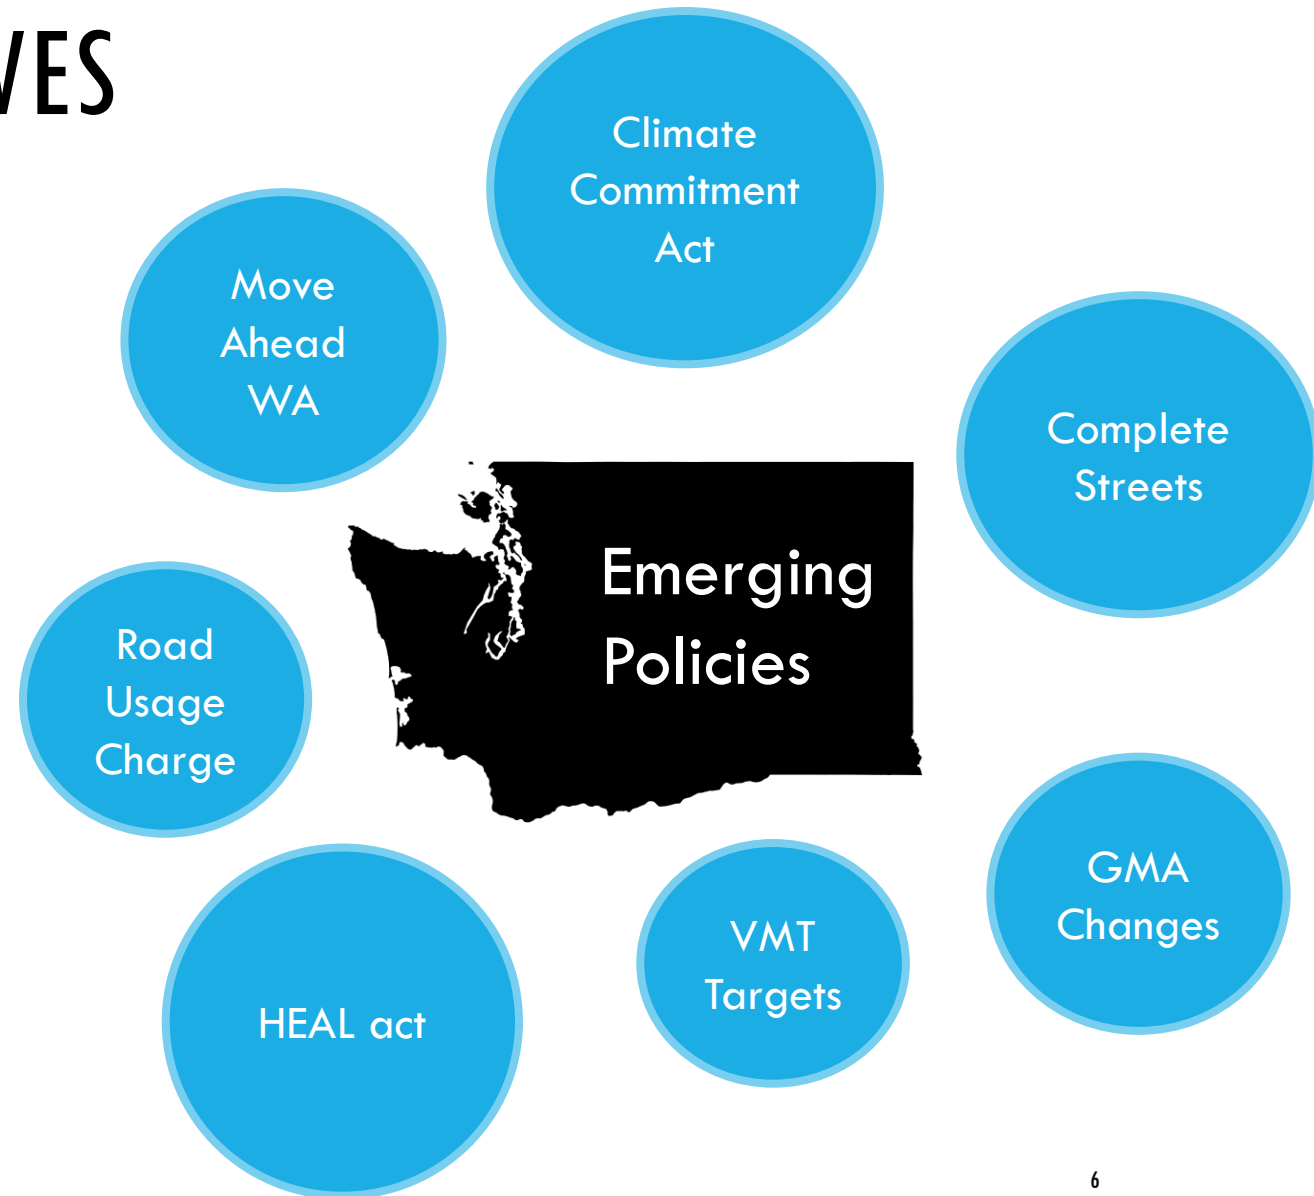 VES
Climate
Commitment
Act
Move
Ahead
WA
Complete
Streets
Emerging
Policies
Road
Usage
Charge
GMA
Changes
VMT
Targets
HEAL act
6